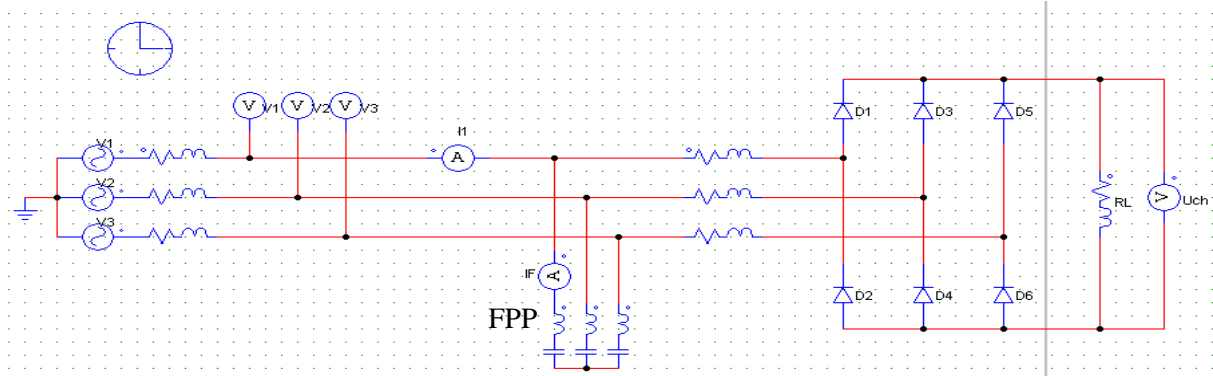 V V1 V V2 V V3
I1
A
V1
V2
V3
D1 D3 D5
RL V Uch
IF A
FPP
D2 D4 D6